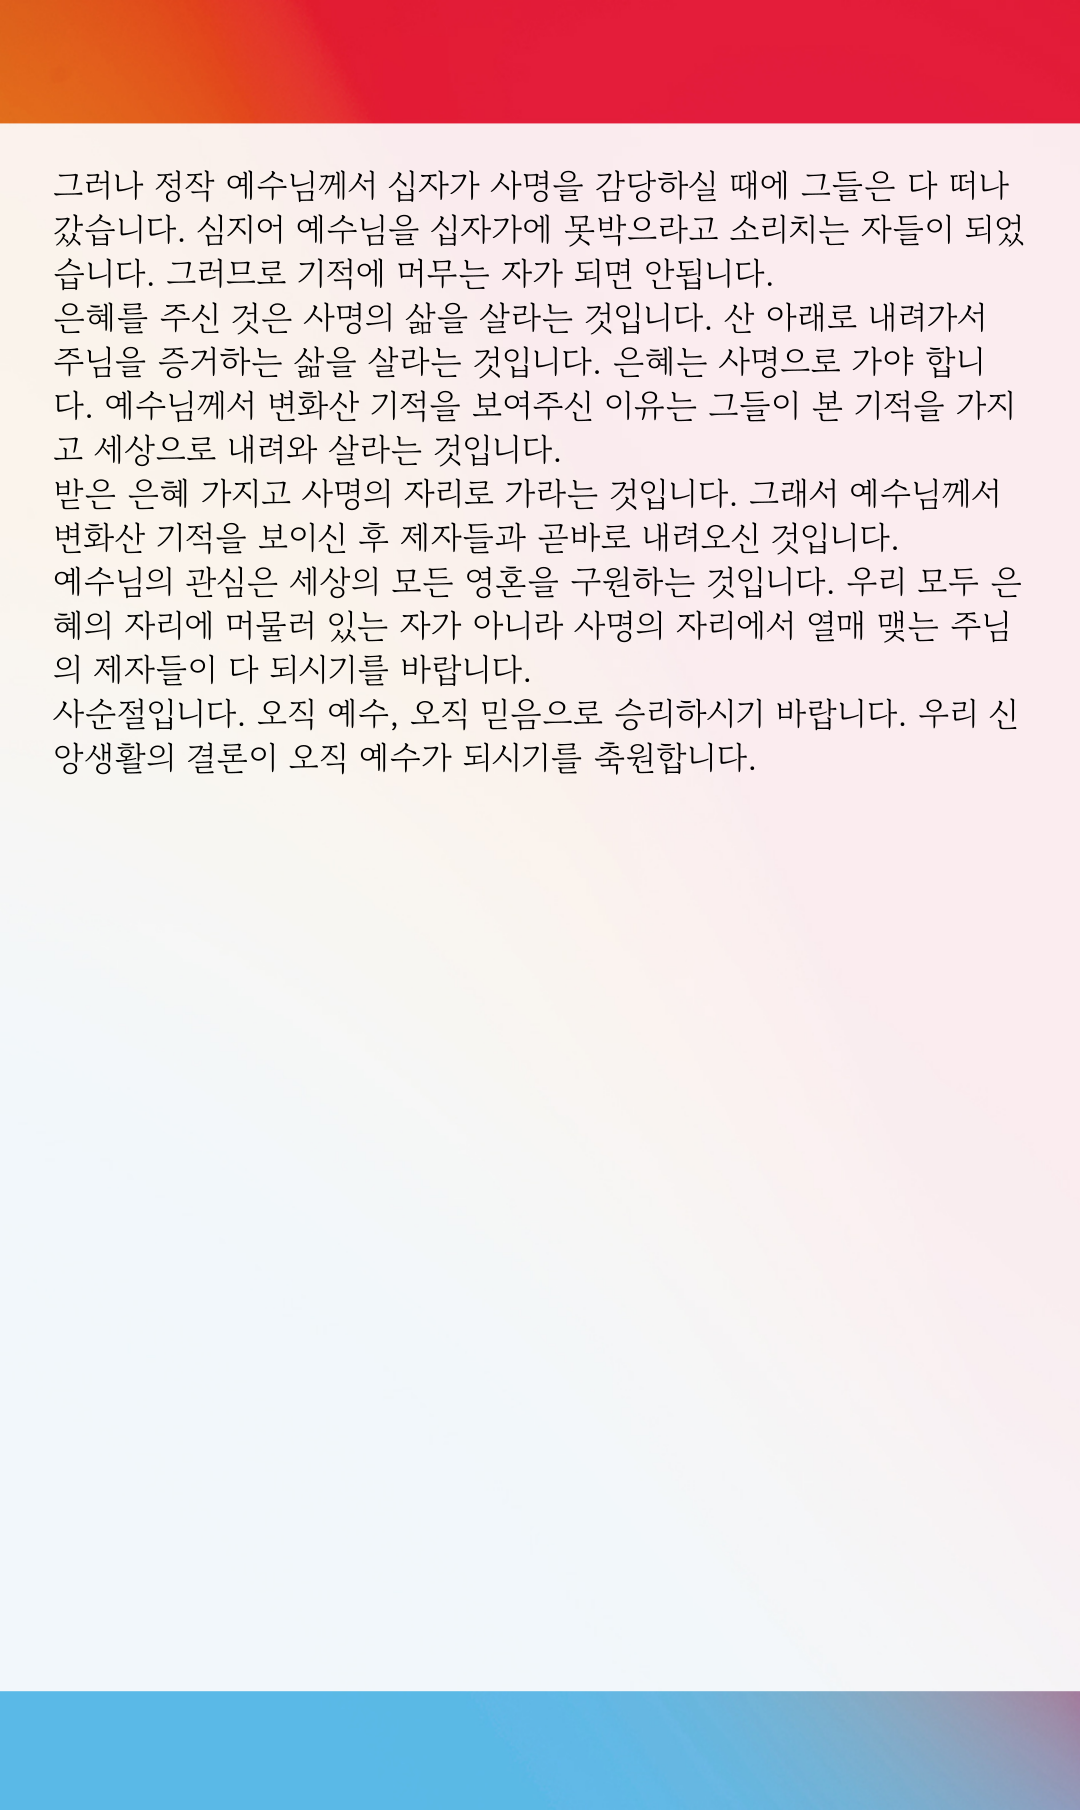 그러나 정작 예수님께서 십자가 사명을 감당하실 때에 그들은 다 떠나
갔습니다. 심지어 예수님을 십자가에 못박으라고 소리치는 자들이 되었
습니다. 그러므로 기적에 머무는 자가 되면 안됩니다.
은혜를 주신 것은 사명의 삶을 살라는 것입니다. 산 아래로 내려가서
주님을 증거하는 삶을 살라는 것입니다. 은혜는 사명으로 가야 합니
다. 예수님께서 변화산 기적을 보여주신 이유는 그들이 본 기적을 가지
고 세상으로 내려와 살라는 것입니다.
받은 은혜 가지고 사명의 자리로 가라는 것입니다. 그래서 예수님께서
변화산 기적을 보이신 후 제자들과 곧바로 내려오신 것입니다.
예수님의 관심은 세상의 모든 영혼을 구원하는 것입니다. 우리 모두 은
혜의 자리에 머물러 있는 자가 아니라 사명의 자리에서 열매 맺는 주님
의 제자들이 다 되시기를 바랍니다.
사순절입니다. 오직 예수, 오직 믿음으로 승리하시기 바랍니다. 우리 신
앙생활의 결론이 오직 예수가 되시기를 축원합니다.